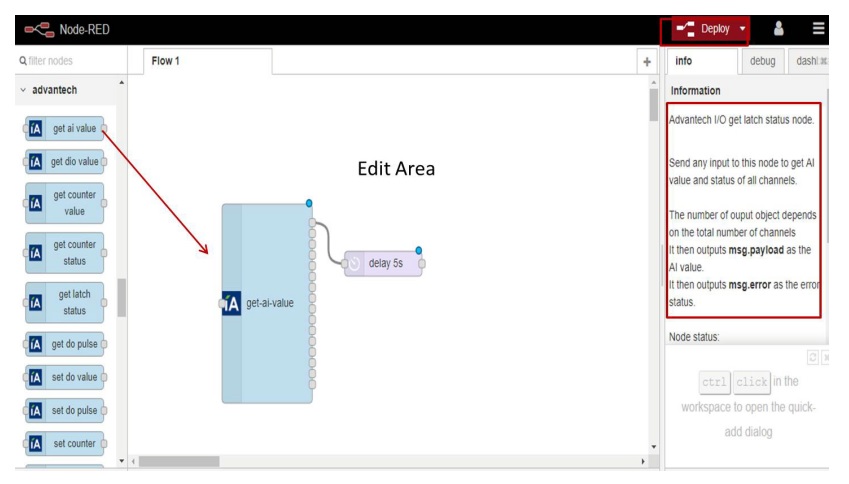 Node-RED
Deploy
filter nodes
Flow 1
info
debug
dashl
advantech
Information
get ai value
get dio value
get counter
value
get counter
status
get latch
status
get do pulse
set do value
set do pulse
set counter
Edit Area
iA
get-ai-value
delay 5s
Advantech I/O get latch status node.
Send any input to this node to get AI
value and status of all channels.
The number of ouput object depends
on the total number of channels
It then outputs msg.payload as the
AI value.
It then outputs msg.error as the error
status.
Node status:
ctrl click in the
workspace to open the quick-
add dialog